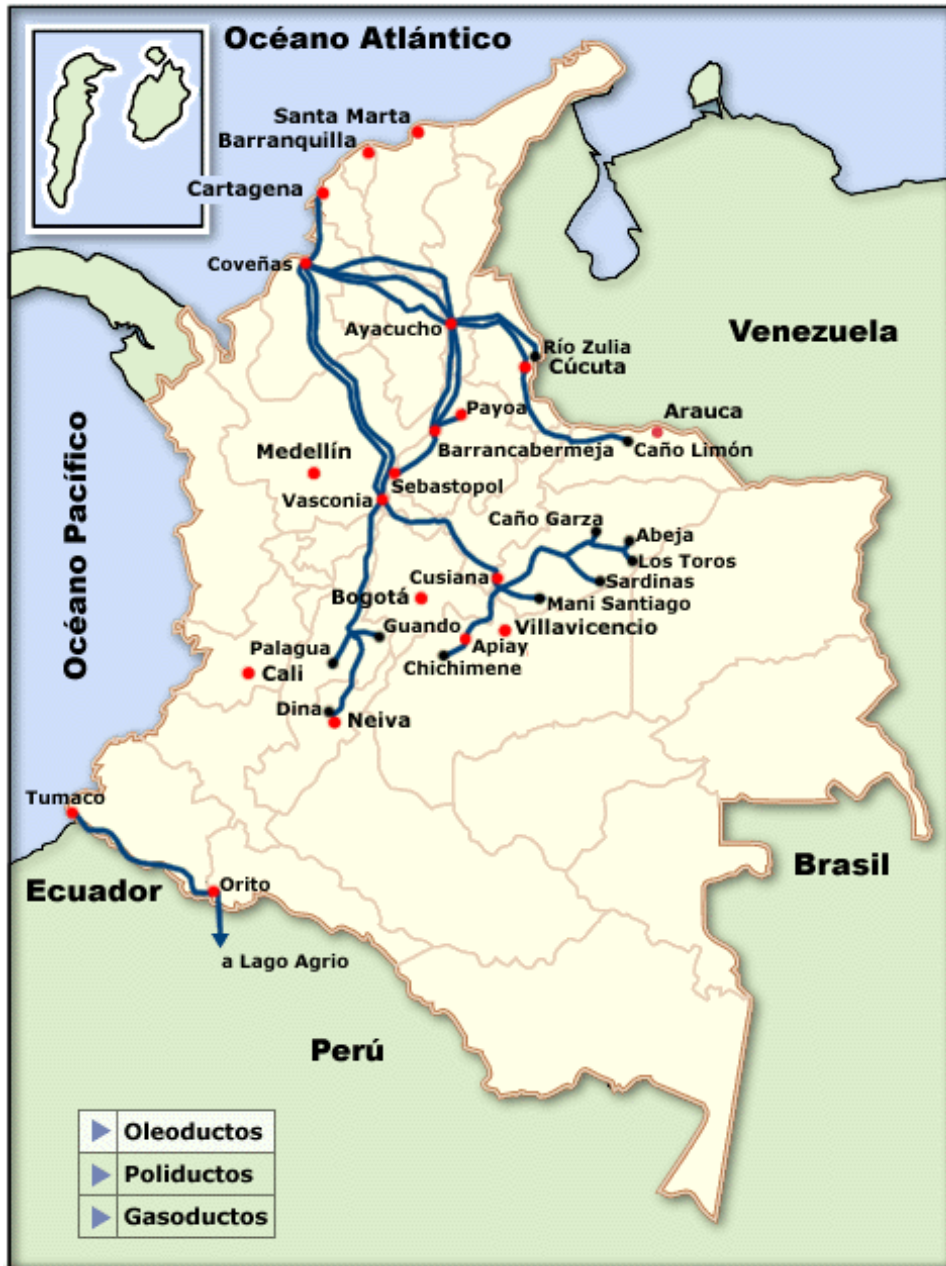 Océano Atlántico
Santa Marta
Barranquilla
Cartagena
Coveñas
Ayacucho
Venezuela
Río Zulia
Cúcuta
Payoa
Arauca
Barrancabermeja
Caño Limón
Medellín
Sebastopol
Vasconia
Océano Pacífico
Caño Garza
Abeja
Los Toros
Cusiana
Sardinas
Bogotá
Mani Santiago
Guando
Villavicencio
Palagua
Apiay
Chichimene
Cali
Dina
Neiva
Tumaco
Brasil
Ecuador
Orito
a Lago Agrio
Perú
Oleoductos
Poliductos
Gasoductos